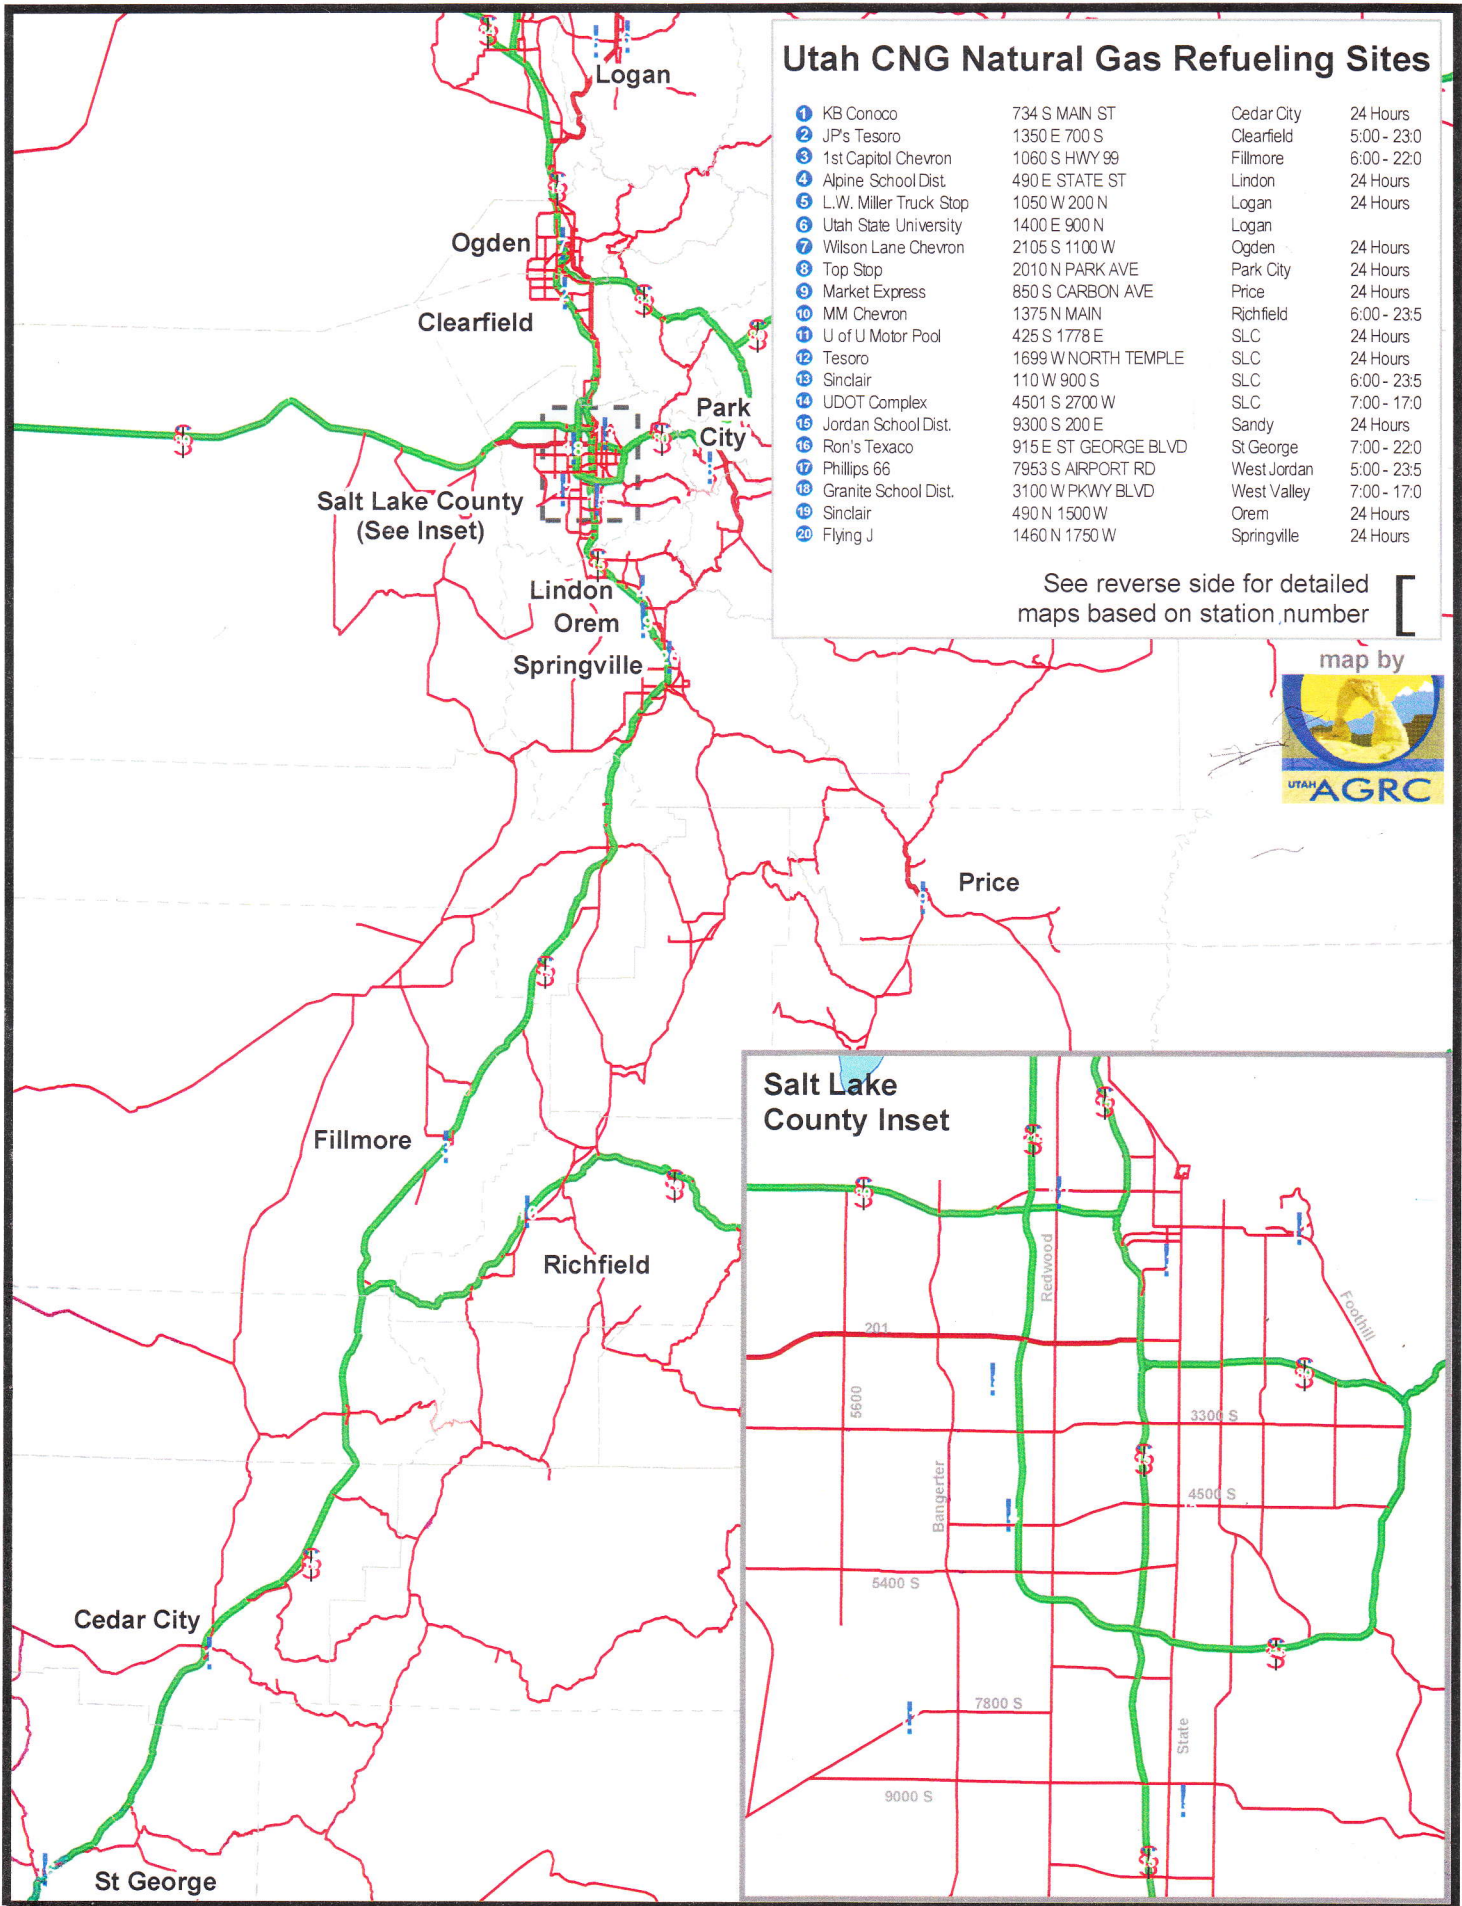 Utah CNG Natural Gas Refueling Sites
1 KB Conoco 734 S MAIN ST Cedar City 24 Hours
2 JP's Tesoro 1350 E 700 S Clearfield 5:00 - 23:0
3 1st Capitol Chevron 1060 S HWY 99 Fillmore 6:00 - 22:0
4 Alpine School Dist. 490 E STATE ST Lindon 24 Hours
5 L.W. Miller Truck Stop 1050 W 200 N Logan 24 Hours
6 Utah State University 1400 E 900 N Logan
7 Wilson Lane Chevron 2105 S 1100 W Ogden 24 Hours
8 Top Stop 2010 N PARK AVE Park City 24 Hours
9 Market Express 850 S CARBON AVE Price 24 Hours
10 MM Chevron 1375 N MAIN Richfield 6:00 - 23:5
11 U of U Motor Pool 425 S 1778 E SLC 24 Hours
12 Tesoro 1699 W NORTH TEMPLE SLC 24 Hours
13 Sinclair 110 W 900 S SLC 6:00 - 23:5
14 UDOT Complex 4501 S 2700 W SLC 7:00 - 17:0
15 Jordan School Dist. 9300 S 200 E Sandy 24 Hours
16 Ron's Texaco 915 E ST GEORGE BLVD St George 7:00 - 22:0
17 Phillips 66 7953 S AIRPORT RD West Jordan 5:00 - 23:5
18 Granite School Dist. 3100 W PKWY BLVD West Valley 7:00 - 17:0
19 Sinclair 490 N 1500 W Orem 24 Hours
20 Flying J 1460 N 1750 W Springville 24 Hours
See reverse side for detailed
maps based on station number
map by
UTAH AGRC
Logan
Ogden
Clearfield
Park
City
Salt Lake County
(See Inset)
Lindon
Orem
Springville
Price
Fillmore
Richfield
Cedar City
St George
Salt Lake
County Inset
Redwood
Foothill
201
5600
3300 S
Bangerter
4500 S
5400 S
7800 S
State
9000 S